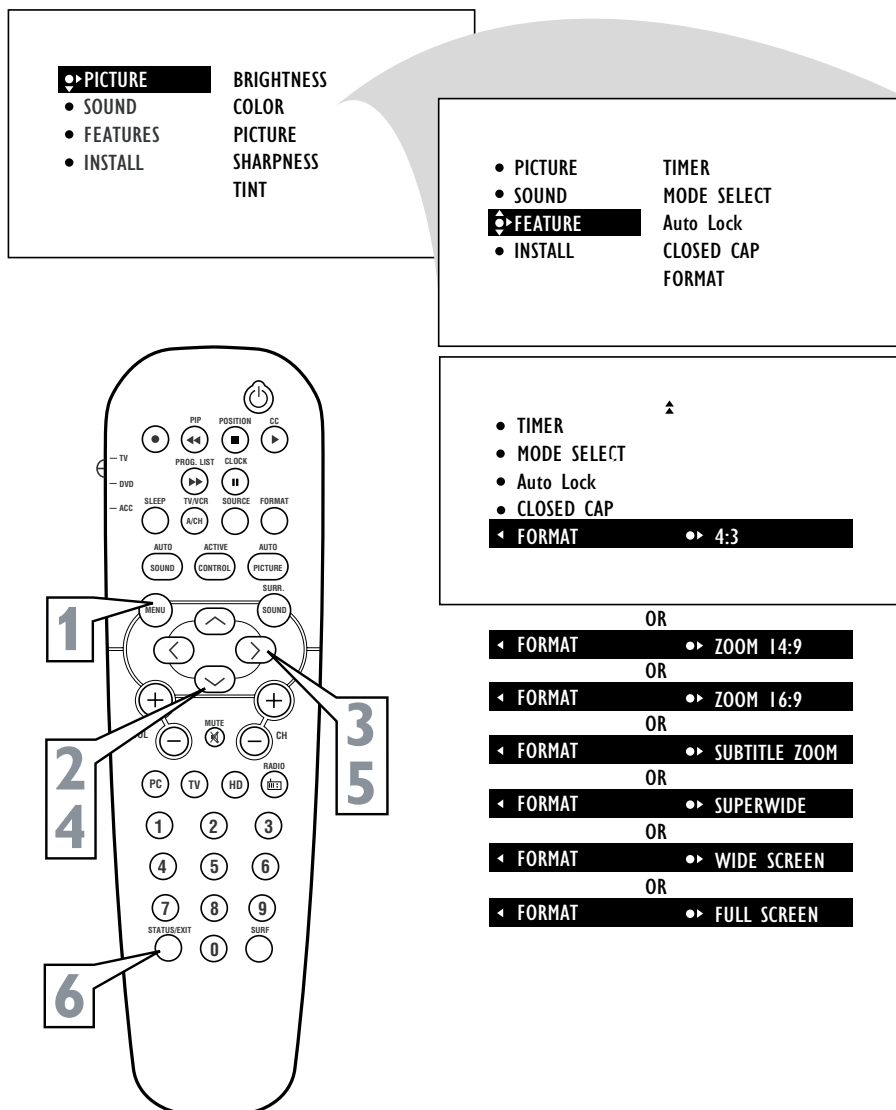 PICTURE BRIGHTNESS
SOUND COLOR
FEATURES PICTURE
INSTALL SHARPNESS
TINT
PICTURE TIMER
SOUND MODE SELECT
FEATURE Auto Lock
INSTALL CLOSED CAP
FORMAT
TIMER
MODE SELECT
Auto Lock
CLOSED CAP
FORMAT 4:3
OR
FORMAT ZOOM 14:9
OR
FORMAT ZOOM 16:9
OR
FORMAT SUBTITLE ZOOM
OR
FORMAT SUPERWIDE
OR
FORMAT WIDE SCREEN
OR
FORMAT FULL SCREEN
PIP POSITION CC
TV
PROG. LIST CLOCK
DVD
ACC
SLEEP TV/VCR SOURCE FORMAT
A/CH
AUTO ACTIVE AUTO
SOUND CONTROL PICTURE
SURR.
MENU SOUND
1
MUTE
CH
2
4
3
5
RADIO
PC TV HD
1 2 3
4 5 6
7 8 9
STATUS/EXIT SURF
0
6